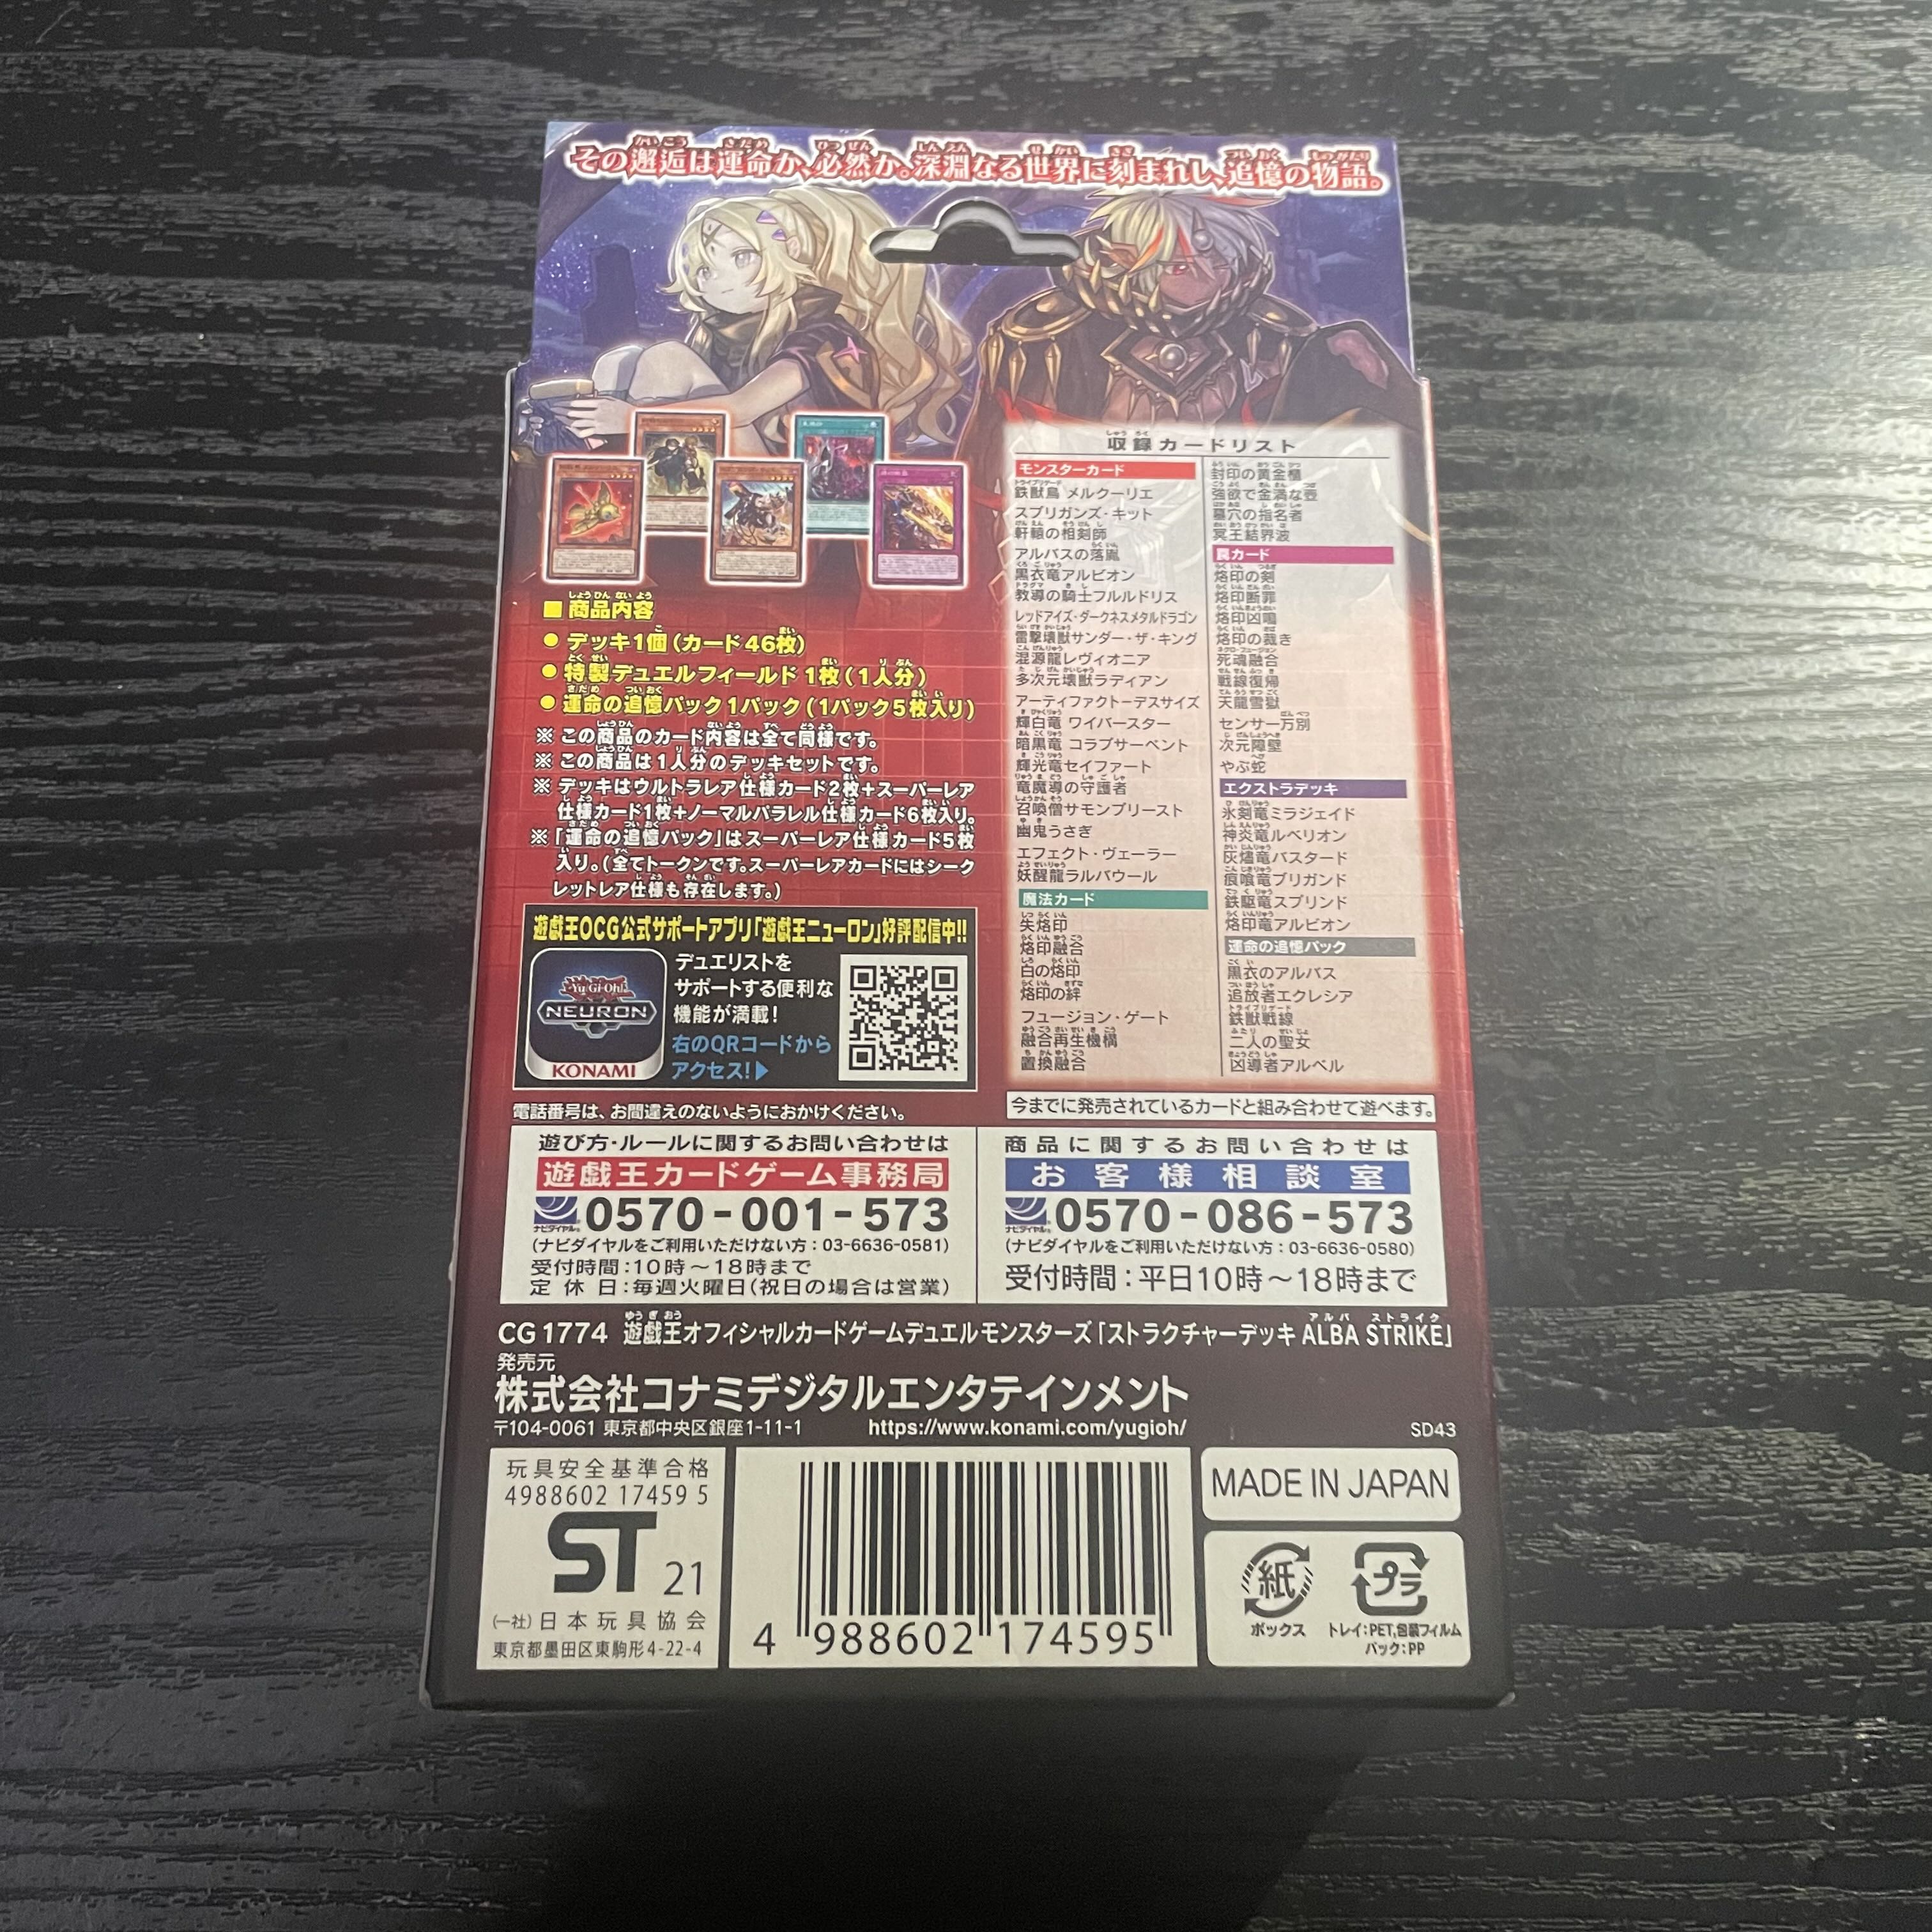 その邂逅は運命か、必然か。深淵なる世界に刻まれし、追憶の物語。
■ 商品内容
● デッキ1個(カード46枚)
● 特製デュエルフィールド 1枚(1人分)
● 運命の追憶パック1パック(1パック5枚入り)
※ この商品のカード内容は全て同様です。
※ この商品は1人分のデッキセットです。
※ デッキはウルトラレア仕様カード2枚+スーパーレア
仕様カード1枚+ノーマルパラレル仕様カード6枚入り。
※「運命の追憶パック」はスーパーレア仕様カード5枚
入り。(全てトークンです。スーパーレアカードにはシーク
レットレア仕様も存在します。)
遊戯王OCG公式サポートアプリ「遊戯王ニューロン」好評配信中!!
Yu-Gi-Oh!
NEURON
KONAMI
デュエリストを
サポートする便利な
機能が満載!
右のQRコードから
アクセス!▶
収録カードリスト
モンスターカード
鉄獣鳥 メルクーリエ
スプリガンズ・キット
軒轅の相剣師
アルバスの落胤
黒衣竜アルビオン
教導の騎士フルルドリス
レッドアイズ・ダークネスメタルドラゴン
雷撃壊獣サンダー・ザ・キング
混源龍レヴィオニア
多次元壊獣ラディアン
アーティファクト-デスサイズ
輝白竜 ワイバースター
暗黒竜 コラプサーペント
輝光竜セイファート
竜魔導の守護者
召喚僧サモンプリースト
幽鬼うさぎ
エフェクト・ヴェーラー
妖醒龍ラルバウール
魔法カード
失烙印
烙印融合
白の烙印
烙印の絆
フュージョン・ゲート
融合再生機構
置換融合
封印の黄金櫃
強欲で金満な壺
墓穴の指名者
冥王結界波
罠カード
烙印の剣
烙印断罪
烙印凶鳴
烙印の裁き
死魂融合
戦線復帰
天龍雪獄
センサー万別
次元障壁
やぶ蛇
エクストラデッキ
氷剣竜ミラジェイド
神炎竜ルベリオン
灰燼竜バスタード
痕喰竜ブリガンド
鉄駆竜スプリンド
烙印竜アルビオン
運命の追憶パック
黒衣のアルバス
追放者エクレシア
鉄獣戦線
二人の聖女
凶導者アルベル
今までに発売されているカードと組み合わせて遊べます。
電話番号は、お間違えのないようにおかけください。
遊び方・ルールに関するお問い合わせは
遊戯王カードゲーム事務局
ナビダイヤル 0570-001-573
(ナビダイヤルをご利用いただけない方:03-6636-0581)
受付時間:10時～18時まで
定休日:毎週火曜日(祝日の場合は営業)
商品に関するお問い合わせは
お客様相談室
ナビダイヤル 0570-086-573
(ナビダイヤルをご利用いただけない方:03-6636-0580)
受付時間:平日10時～18時まで
CG1774 遊戯王オフィシャルカードゲームデュエルモンスターズ「ストラクチャーデッキ ALBA STRIKE」
発売元
株式会社コナミデジタルエンタテインメント
〒104-0061 東京都中央区銀座1-11-1 https://www.konami.com/yugioh/ SD43
玩具安全基準合格
4988602 17459 5
ST 21
(一社)日本玩具協会
東京都墨田区東駒形4-22-4
4 988602 174595
MADE IN JAPAN
紙
ボックス
プラ
トレイ:PET,包装フィルム
パック:PP